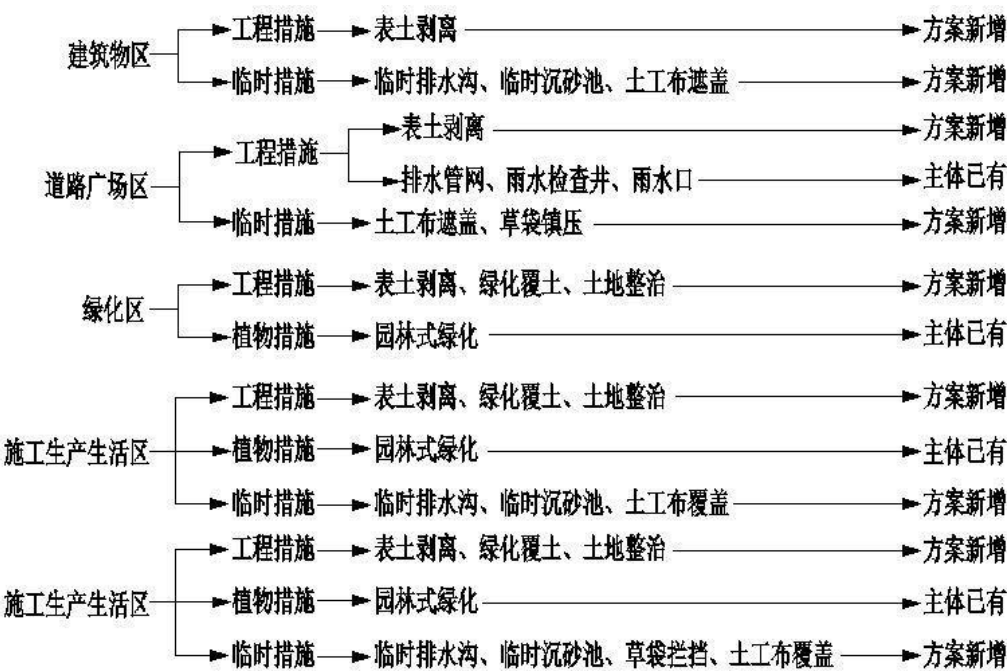 建筑物区 工程措施 表土剥离 方案新增
临时措施 临时排水沟、临时沉砂池、土工布遮盖 方案新增
道路广场区 工程措施 表土剥离 方案新增
排水管网、雨水检查井、雨水口 主体已有
临时措施 土工布遮盖、草袋镇压 方案新增
绿化区 工程措施 表土剥离、绿化覆土、土地整治 方案新增
植物措施 园林式绿化 主体已有
工程措施 表土剥离、绿化覆土、土地整治 方案新增
施工生产生活区 植物措施 园林式绿化 主体已有
临时措施 临时排水沟、临时沉砂池、土工布覆盖 方案新增
工程措施 表土剥离、绿化覆土、土地整治 方案新增
施工生产生活区 植物措施 园林式绿化 主体已有
临时措施 临时排水沟、临时沉砂池、草袋拦挡、土工布覆盖 方案新增